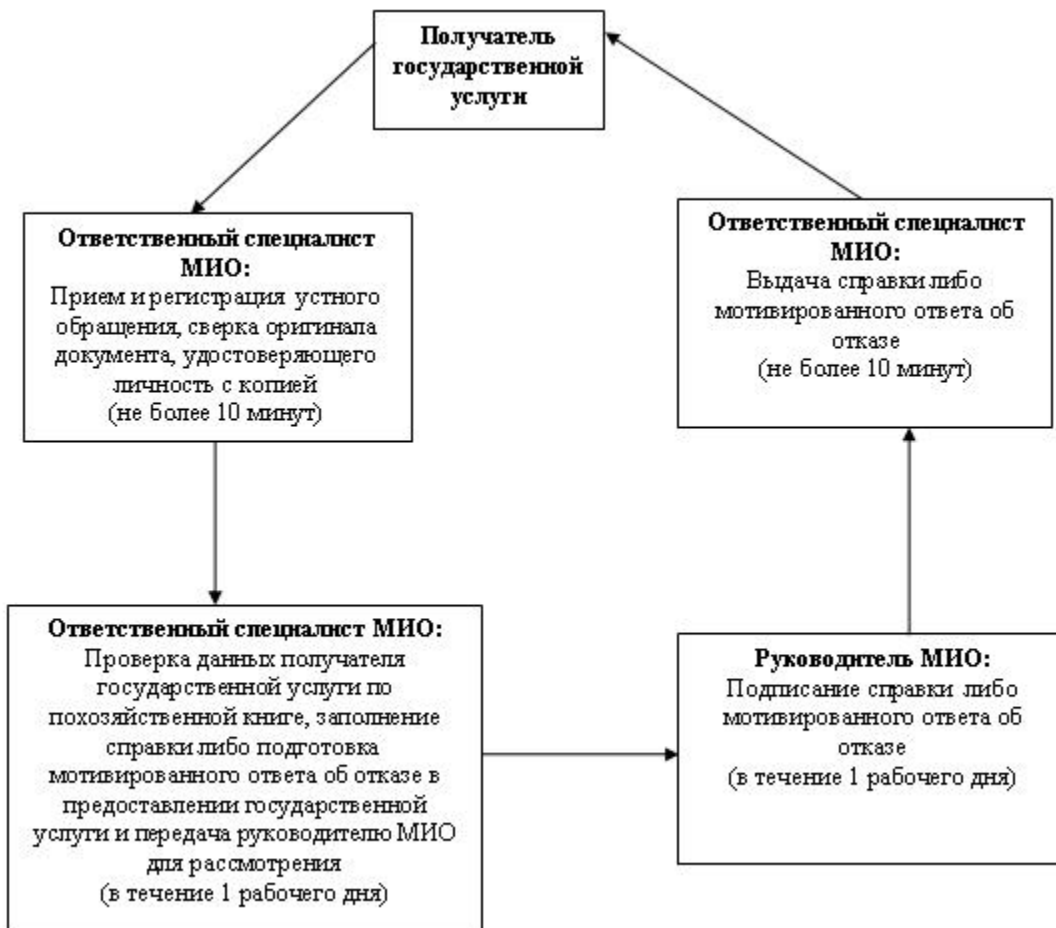 Получатель
государственной
услуги
Ответственный специалист
МИО:
Прием и регистрация устного
обращения, сверка оригинала
документа, удостоверяющего
личность с копией
(не более 10 минут)
Ответственный специалист МИО:
Проверка данных получателя
государственной услуги по
похозяйственной книге, заполнение
справки либо подготовка
мотивированного ответа об отказе в
предоставлении государственной
услуги и передача руководителю МИО
для рассмотрения
(в течение 1 рабочего дня)
Руководитель МИО:
Подписание справки либо
мотивированного ответа об
отказе
(в течение 1 рабочего дня)
Ответственный специалист
МИО:
Выдача справки либо
мотивированного ответа об
отказе
(не более 10 минут)